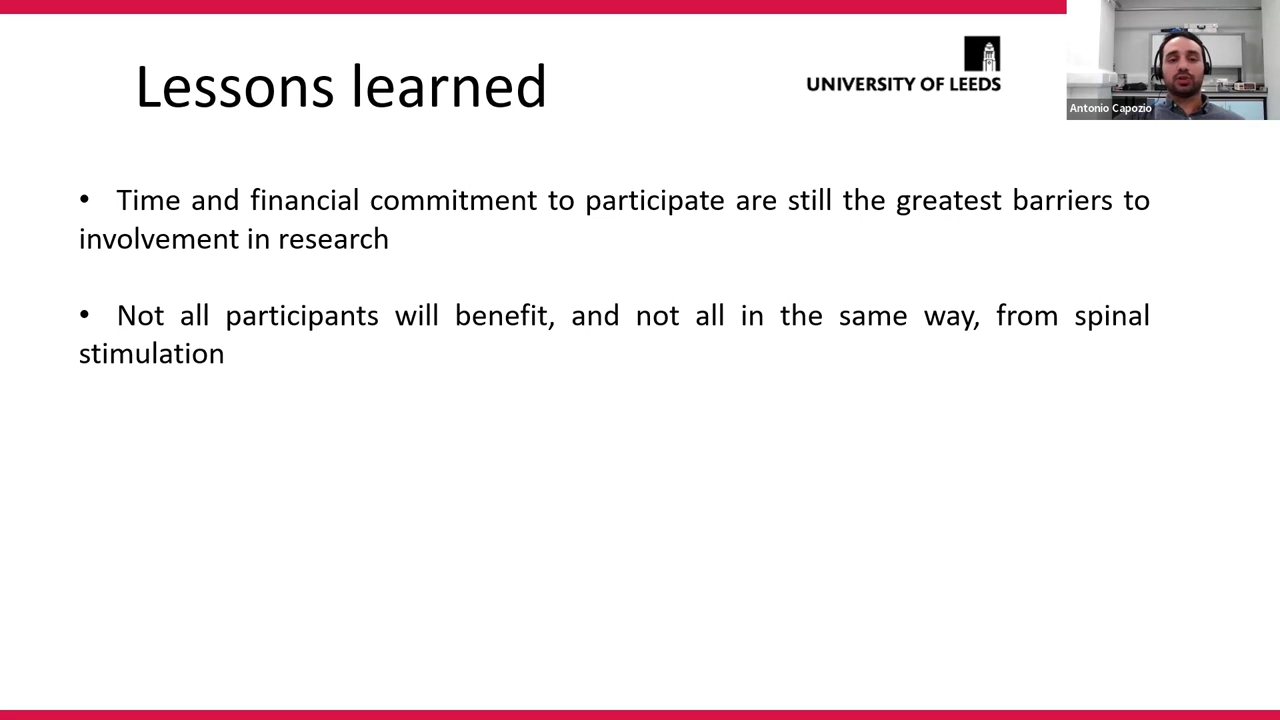 Lessons learned
UNIVERSITY OF LEEDS
Antonio Capozio
• Time and financial commitment to participate are still the greatest barriers to
involvement in research
• Not all participants will benefit, and not all in the same way, from spinal
stimulation